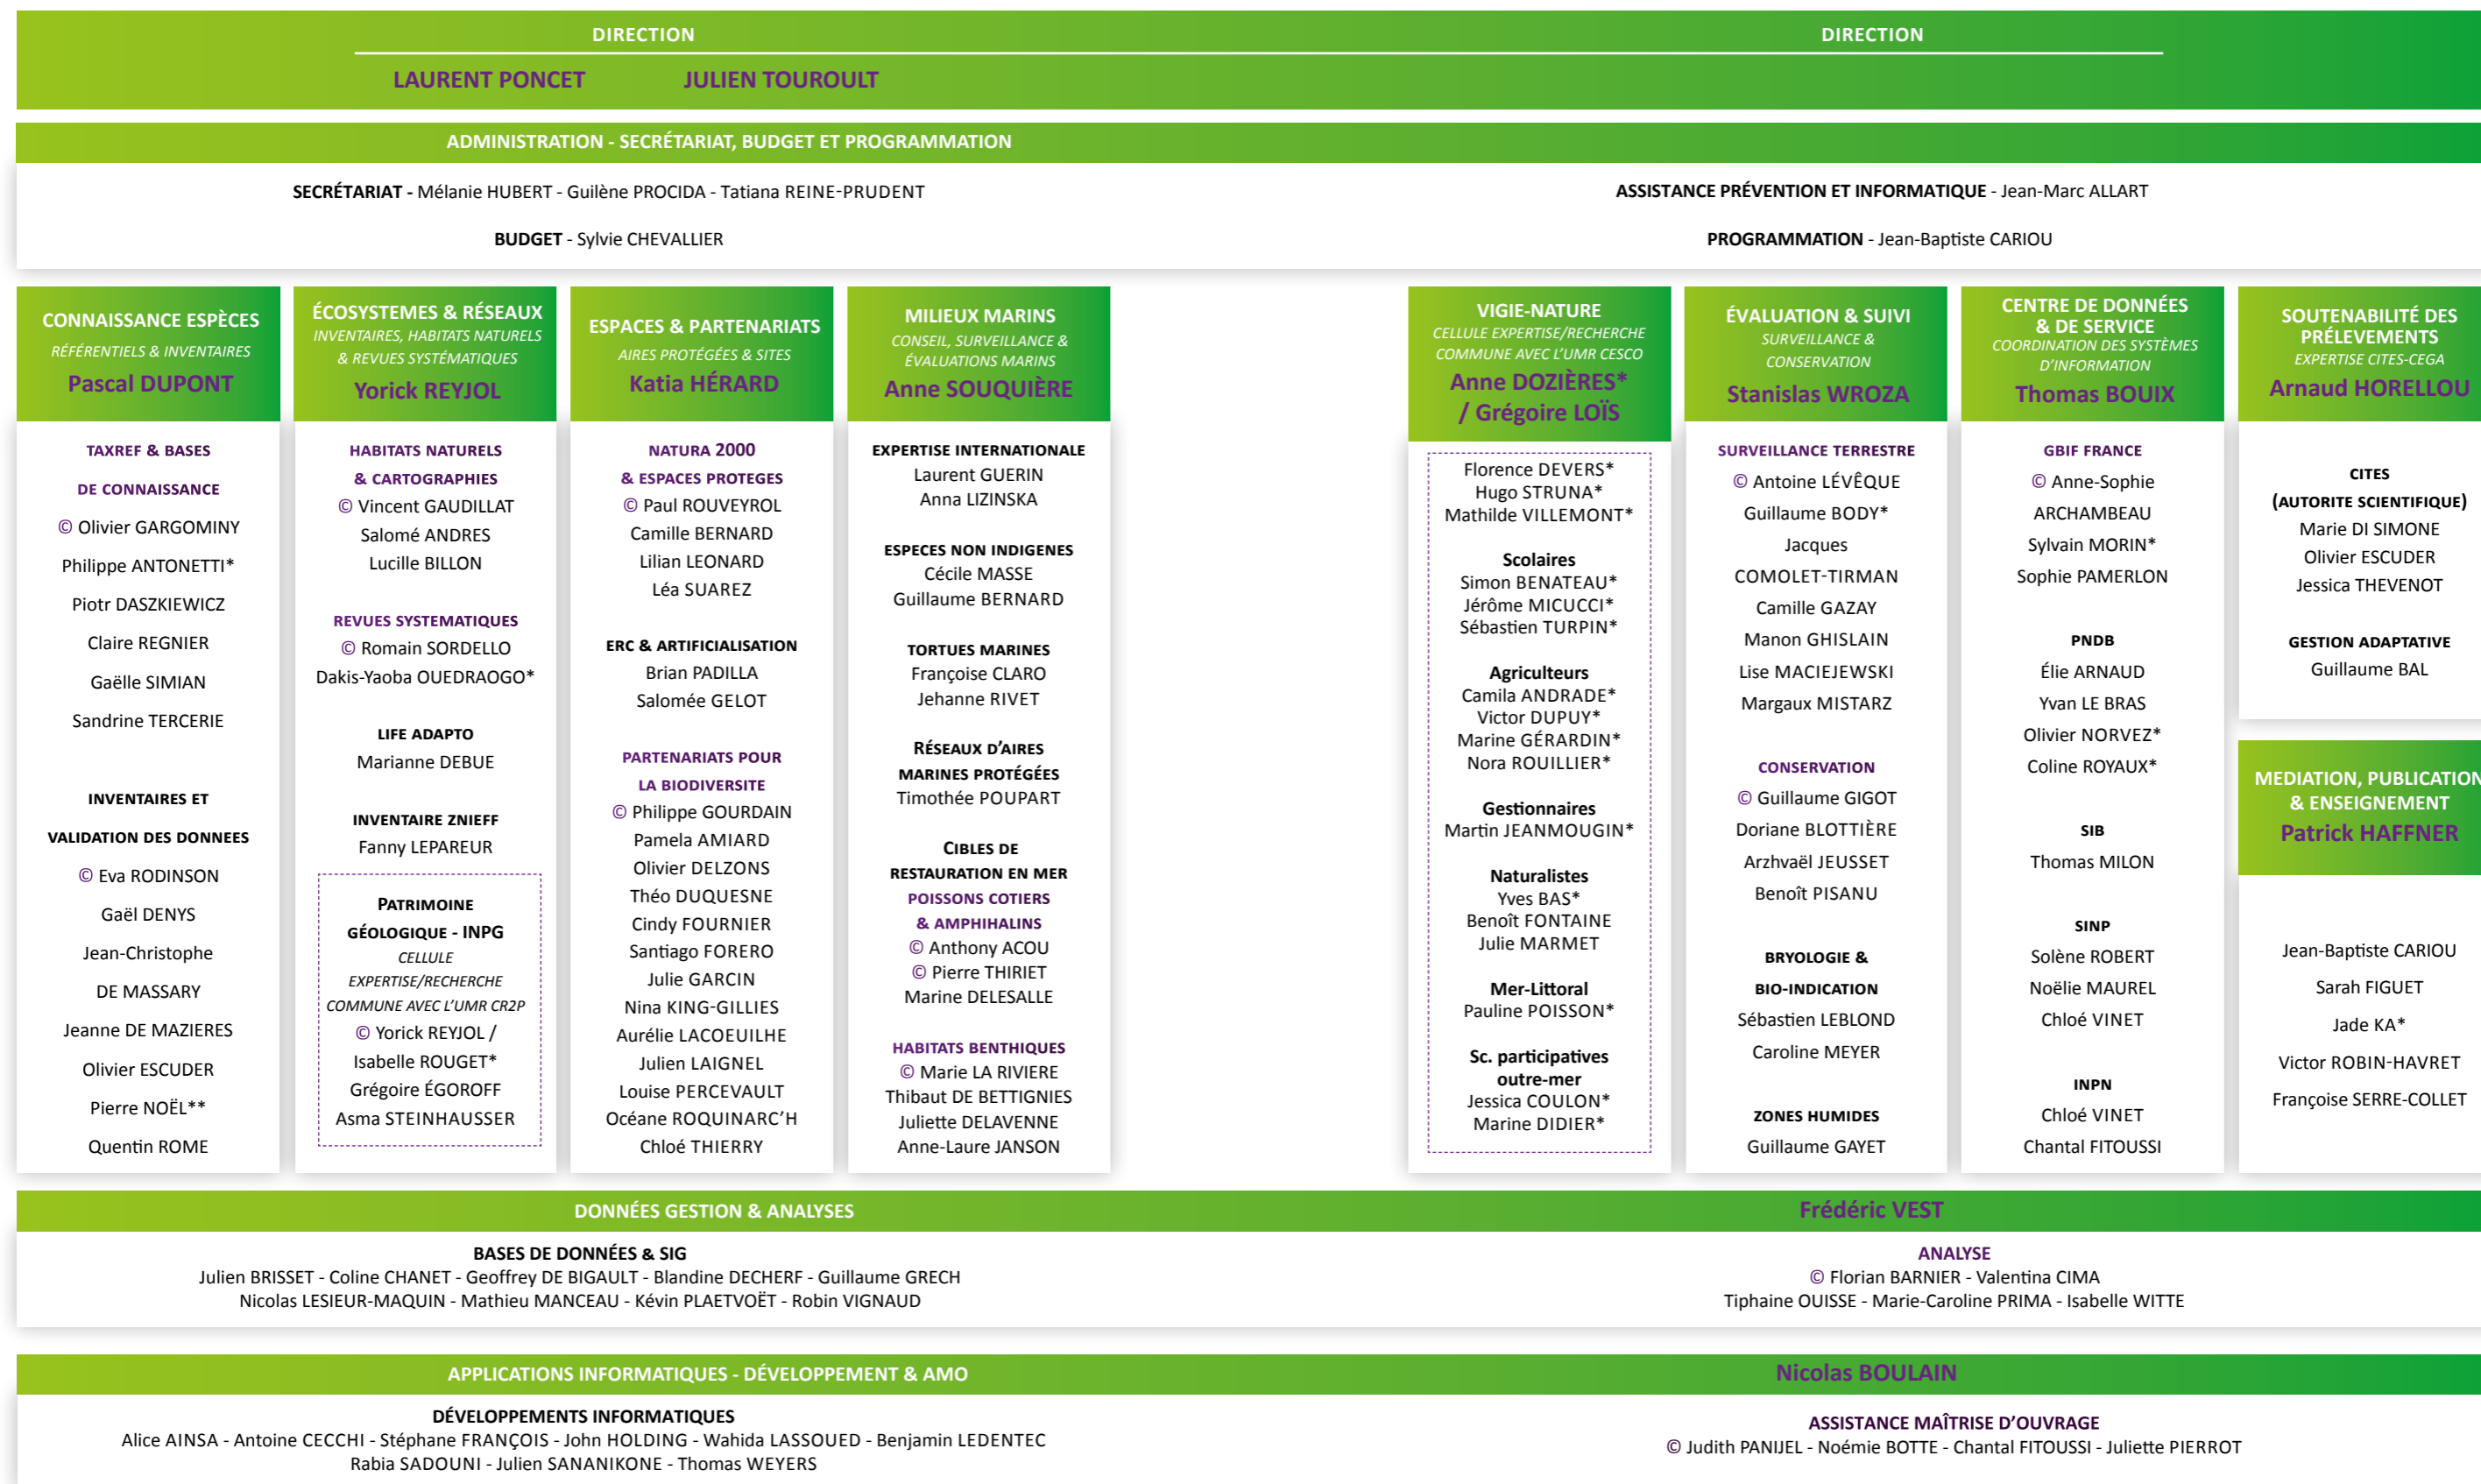 DIRECTION
DIRECTION
LAURENT PONCET JULIEN TOUROULT
ADMINISTRATION - SECRÉTARIAT, BUDGET ET PROGRAMMATION
SECRÉTARIAT - Mélanie HUBERT - Guilène PROCIDA - Tatiana REINE-PRUDENT
BUDGET - Sylvie CHEVALLIER
ASSISTANCE PRÉVENTION ET INFORMATIQUE - Jean-Marc ALLART
PROGRAMMATION - Jean-Baptiste CARIOU
CONNAISSANCE ESPÈCES
RÉFÉRENTIELS & INVENTAIRES
Pascal DUPONT
TAXREF & BASES
DE CONNAISSANCE
© Olivier GARGOMINY
Philippe ANTONETTI*
Piotr DASZKIEWICZ
Claire REGNIER
Gaëlle SIMIAN
Sandrine TERCERIE
INVENTAIRES ET
VALIDATION DES DONNEES
© Eva RODINSON
Gaël DENYS
Jean-Christophe
DE MASSARY
Jeanne DE MAZIERES
Olivier ESCUDER
Pierre NOËL**
Quentin ROME
ÉCOSYSTEMES & RÉSEAUX
INVENTAIRES, HABITATS NATURELS
& REVUES SYSTÉMATIQUES
Yorick REYJOL
HABITATS NATURELS
& CARTOGRAPHIES
© Vincent GAUDILLAT
Salomé ANDRES
Lucille BILLON
REVUES SYSTEMATIQUES
© Romain SORDELLO
Dakis-Yaoba OUEDRAOGO*
LIFE ADAPTO
Marianne DEBUE
INVENTAIRE ZNIEFF
Fanny LEPAREUR
PATRIMOINE
GÉOLOGIQUE - INPG
CELLULE
EXPERTISE/RECHERCHE
COMMUNE AVEC L'UMR CR2P
© Yorick REYJOL /
Isabelle ROUGET*
Grégoire ÉGOROFF
Asma STEINHAUSSER
ESPACES & PARTENARIATS
AIRES PROTÉGÉES & SITES
Katia HÉRARD
NATURA 2000
& ESPACES PROTEGES
© Paul ROUVEYROL
Camille BERNARD
Lilian LEONARD
Léa SUAREZ
ERC & ARTIFICIALISATION
Brian PADILLA
Salomée GELOT
PARTENARIATS POUR
LA BIODIVERSITE
© Philippe GOURDAIN
Pamela AMIARD
Olivier DELZONS
Théo DUQUESNE
Cindy FOURNIER
Santiago FORERO
Julie GARCIN
Nina KING-GILLIES
Aurélie LACOEUILHE
Julien LAIGNEL
Louise PERCEVAULT
Océane ROQUINARC'H
Chloé THIERRY
MILIEUX MARINS
CONSEIL, SURVEILLANCE &
ÉVALUATIONS MARINS
Anne SOUQUIÈRE
EXPERTISE INTERNATIONALE
Laurent GUERIN
Anna LIZINSKA
ESPECES NON INDIGENES
Cécile MASSE
Guillaume BERNARD
TORTUES MARINES
Françoise CLARO
Jehanne RIVET
RÉSEAUX D'AIRES
MARINES PROTÉGÉES
Timothée POUPART
CIBLES DE
RESTAURATION EN MER
POISSONS COTIERS
& AMPHIHALINS
© Anthony ACOU
© Pierre THIRIET
Marine DELESALLE
HABITATS BENTHIQUES
© Marie LA RIVIERE
Thibaut DE BETTIGNIES
Juliette DELAVENNE
Anne-Laure JANSON
VIGIE-NATURE
CELLULE EXPERTISE/RECHERCHE
COMMUNE AVEC L'UMR CESCO
Anne DOZIÈRES*
/ Grégoire LOÏS
Florence DEVERS*
Hugo STRUNA*
Mathilde VILLEMONT*
Scolaires
Simon BENATEAU*
Jérôme MICUCCI*
Sébastien TURPIN*
Agriculteurs
Camila ANDRADE*
Victor DUPUY*
Marine GÉRARDIN*
Nora ROUILLIER*
Gestionnaires
Martin JEANMOUGIN*
Naturalistes
Yves BAS*
Benoît FONTAINE
Julie MARMET
Mer-Littoral
Pauline POISSON*
Sc. participatives
outre-mer
Jessica COULON*
Marine DIDIER*
ÉVALUATION & SUIVI
SURVEILLANCE &
CONSERVATION
Stanislas WROZA
SURVEILLANCE TERRESTRE
© Antoine LÉVÊQUE
Guillaume BODY*
Jacques
COMOLET-TIRMAN
Camille GAZAY
Manon GHISLAIN
Lise MACIEJEWSKI
Margaux MISTARZ
CONSERVATION
© Guillaume GIGOT
Doriane BLOTTIÈRE
Arzhvaël JEUSSET
Benoît PISANU
BRYOLOGIE &
BIO-INDICATION
Sébastien LEBLOND
Caroline MEYER
ZONES HUMIDES
Guillaume GAYET
CENTRE DE DONNÉES
& DE SERVICE
COORDINATION DES SYSTÈMES
D'INFORMATION
Thomas BOUIX
GBIF FRANCE
© Anne-Sophie
ARCHAMBEAU
Sylvain MORIN*
Sophie PAMERLON
PNDB
Élie ARNAUD
Yvan LE BRAS
Olivier NORVEZ*
Coline ROYAUX*
SIB
Thomas MILON
SINP
Solène ROBERT
Noëlie MAUREL
Chloé VINET
INPN
Chloé VINET
Chantal FITOUSSI
SOUTENABILITÉ DES
PRÉLEVEMENTS
EXPERTISE CITES-CEGA
Arnaud HORELLOU
CITES
(AUTORITE SCIENTIFIQUE)
Marie DI SIMONE
Olivier ESCUDER
Jessica THEVENOT
GESTION ADAPTATIVE
Guillaume BAL
MEDIATION, PUBLICATION
& ENSEIGNEMENT
Patrick HAFFNER
Jean-Baptiste CARIOU
Sarah FIGUET
Jade KA*
Victor ROBIN-HAVRET
Françoise SERRE-COLLET
DONNÉES GESTION & ANALYSES
Frédéric VEST
BASES DE DONNÉES & SIG
Julien BRISSET - Coline CHANET - Geoffrey DE BIGAULT - Blandine DECHERF - Guillaume GRECH
Nicolas LESIEUR-MAQUIN - Mathieu MANCEAU - Kévin PLAETVOËT - Robin VIGNAUD
ANALYSE
© Florian BARNIER - Valentina CIMA
Tiphaine OUISSE - Marie-Caroline PRIMA - Isabelle WITTE
APPLICATIONS INFORMATIQUES - DÉVELOPPEMENT & AMO
Nicolas BOULAIN
DÉVELOPPEMENTS INFORMATIQUES
Alice AINSA - Antoine CECCHI - Stéphane FRANÇOIS - John HOLDING - Wahida LASSOUED - Benjamin LEDENTEC
Rabia SADOUNI - Julien SANANIKONE - Thomas WEYERS
ASSISTANCE MAÎTRISE D'OUVRAGE
© Judith PANIJEL - Noémie BOTTE - Chantal FITOUSSI - Juliette PIERROT